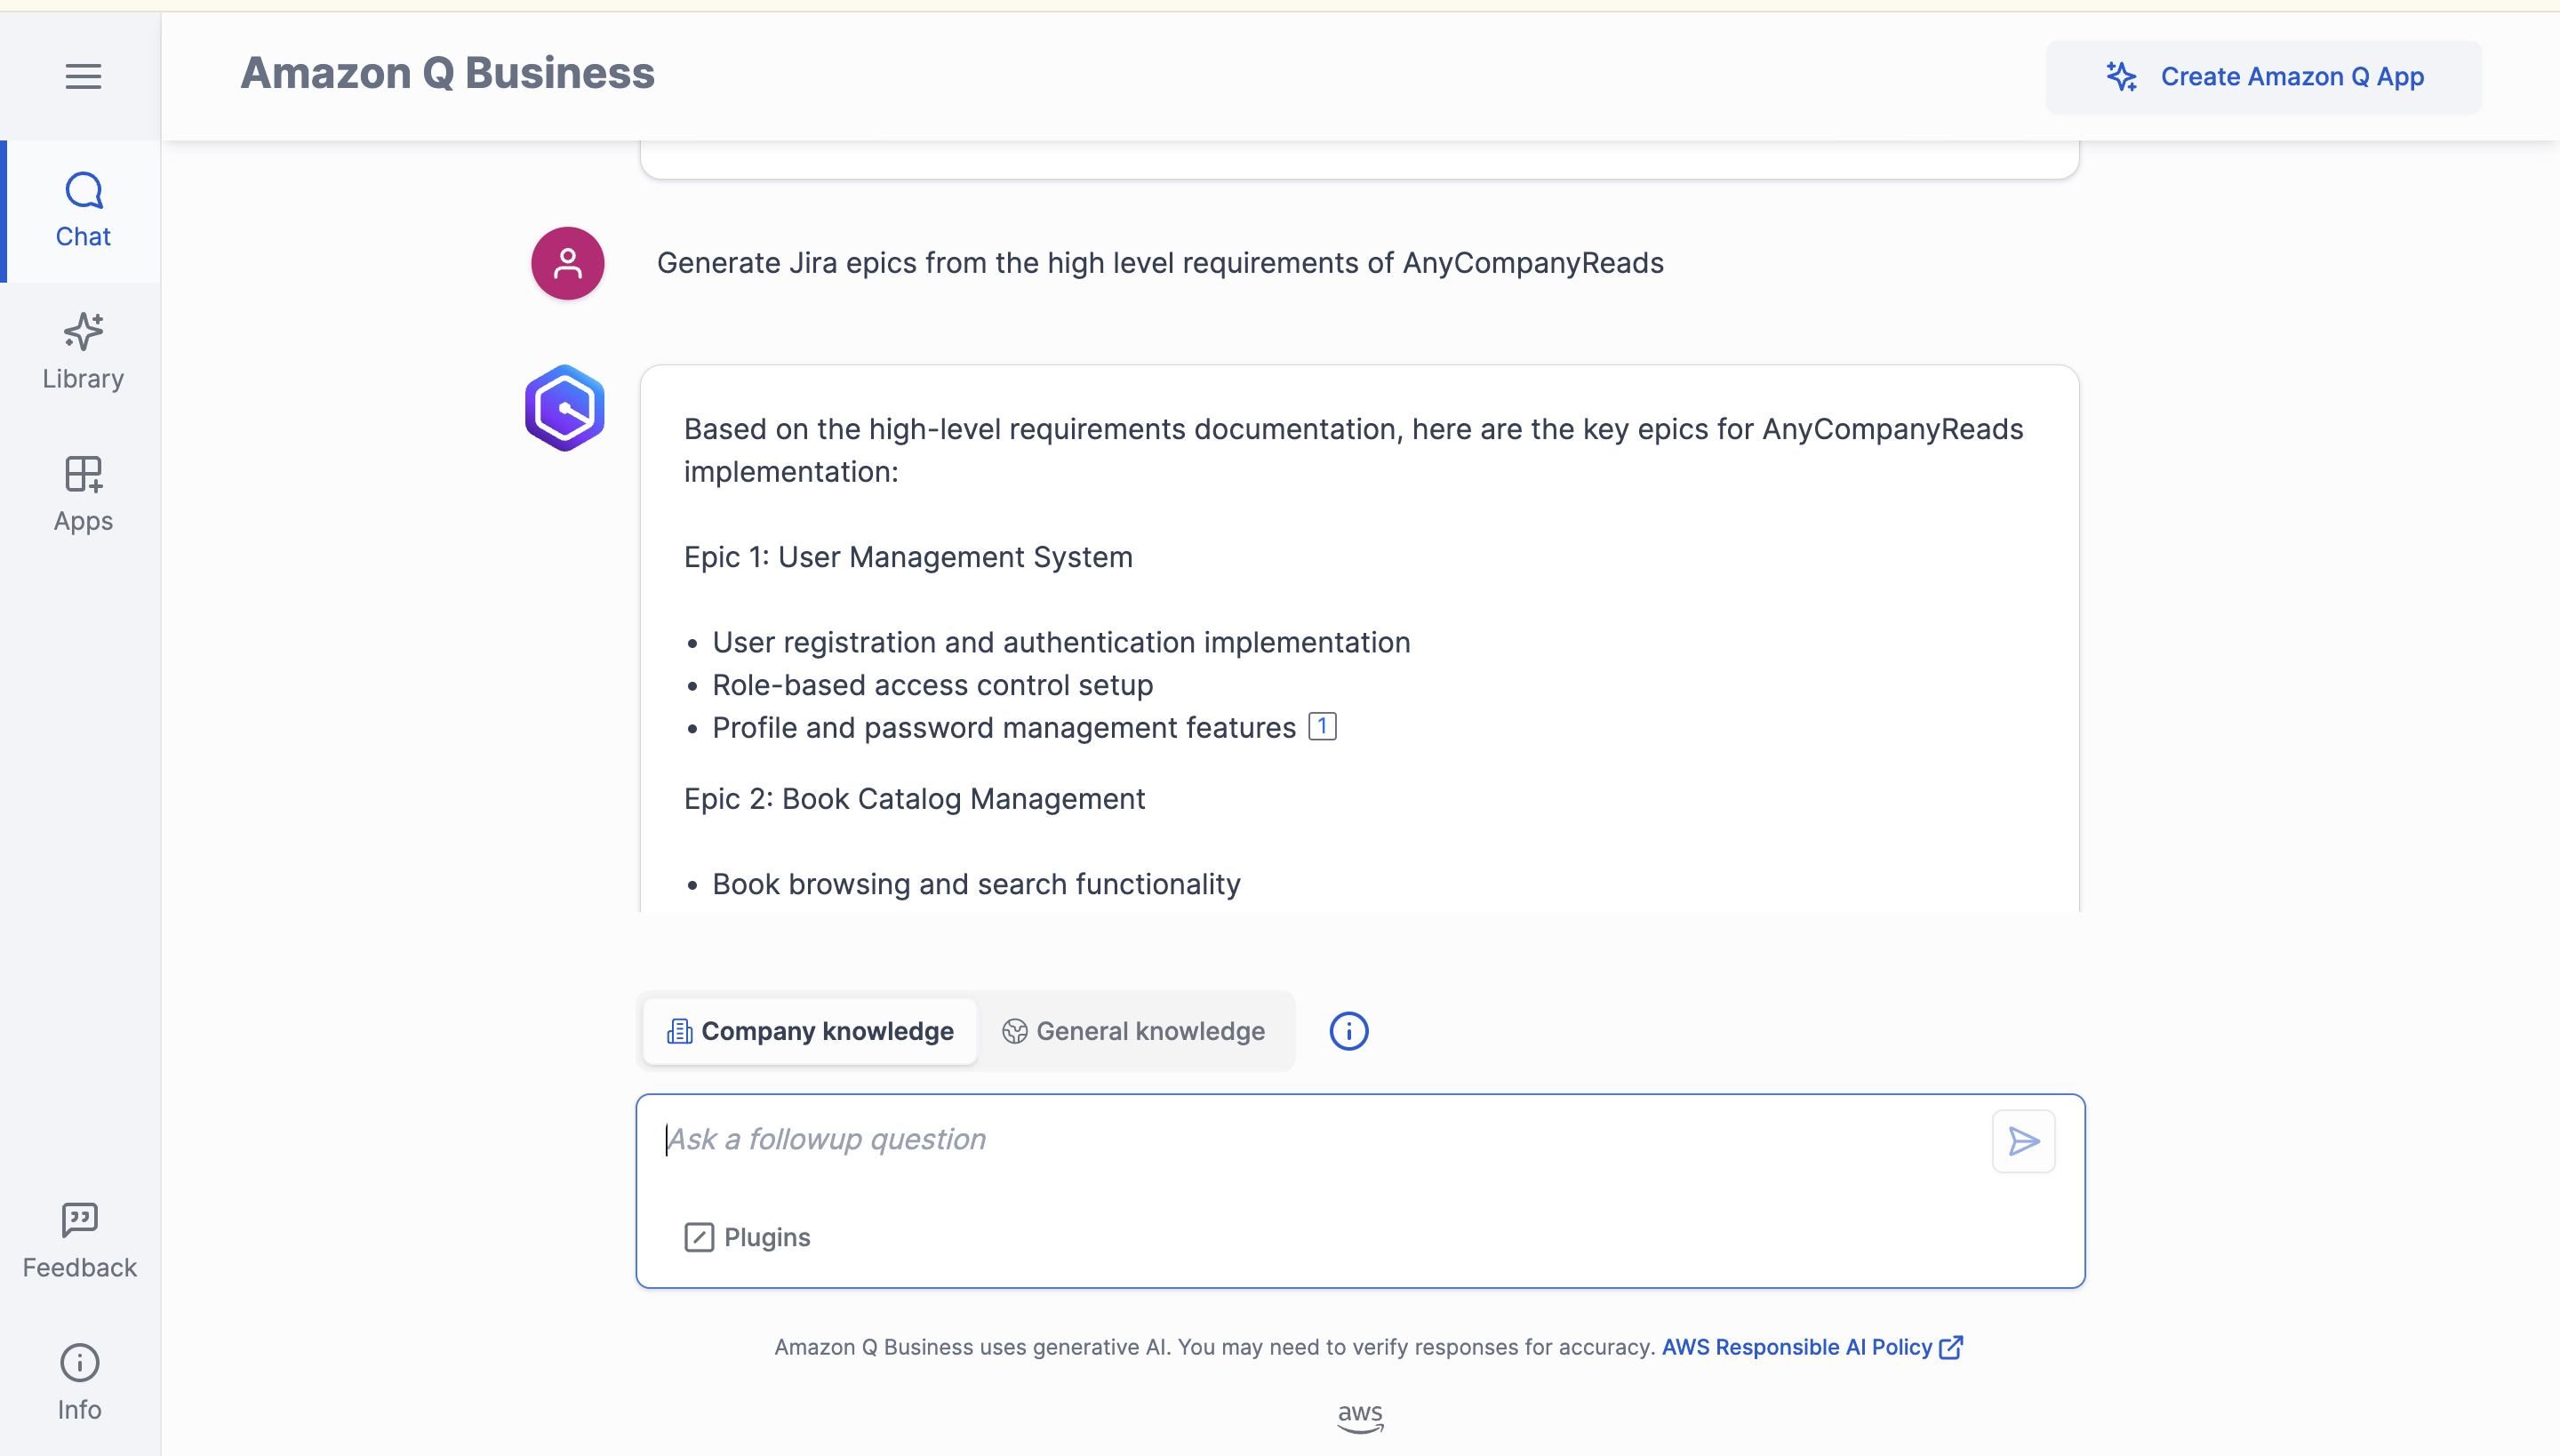 Amazon Q Business
Create Amazon Q App
Chat
Library
Apps
Feedback
Info
Generate Jira epics from the high level requirements of AnyCompanyReads
Based on the high-level requirements documentation, here are the key epics for AnyCompanyReads
implementation:
Epic 1: User Management System
• User registration and authentication implementation
• Role-based access control setup
• Profile and password management features 1
Epic 2: Book Catalog Management
• Book browsing and search functionality
Company knowledge
General knowledge
Ask a followup question
Plugins
Amazon Q Business uses generative AI. You may need to verify responses for accuracy. AWS Responsible AI Policy
aws